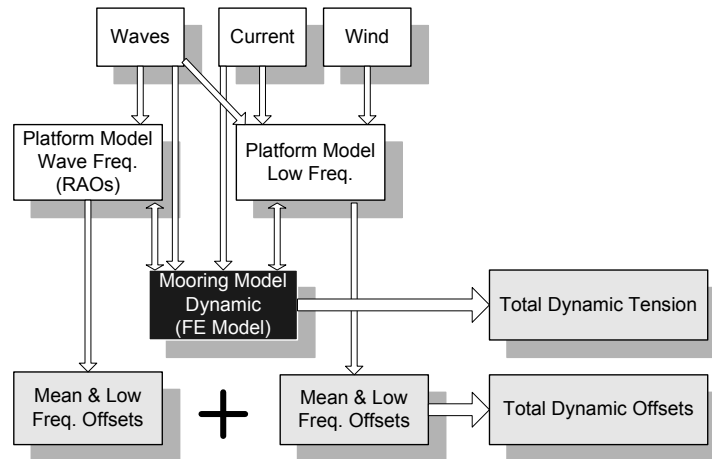 Waves
Current
Wind
Platform Model
Wave Freq.
(RAOs)
Platform Model
Low Freq.
Mooring Model
Dynamic
(FE Model)
Total Dynamic Tension
Mean & Low
Freq. Offsets
Mean & Low
Freq. Offsets
Total Dynamic Offsets